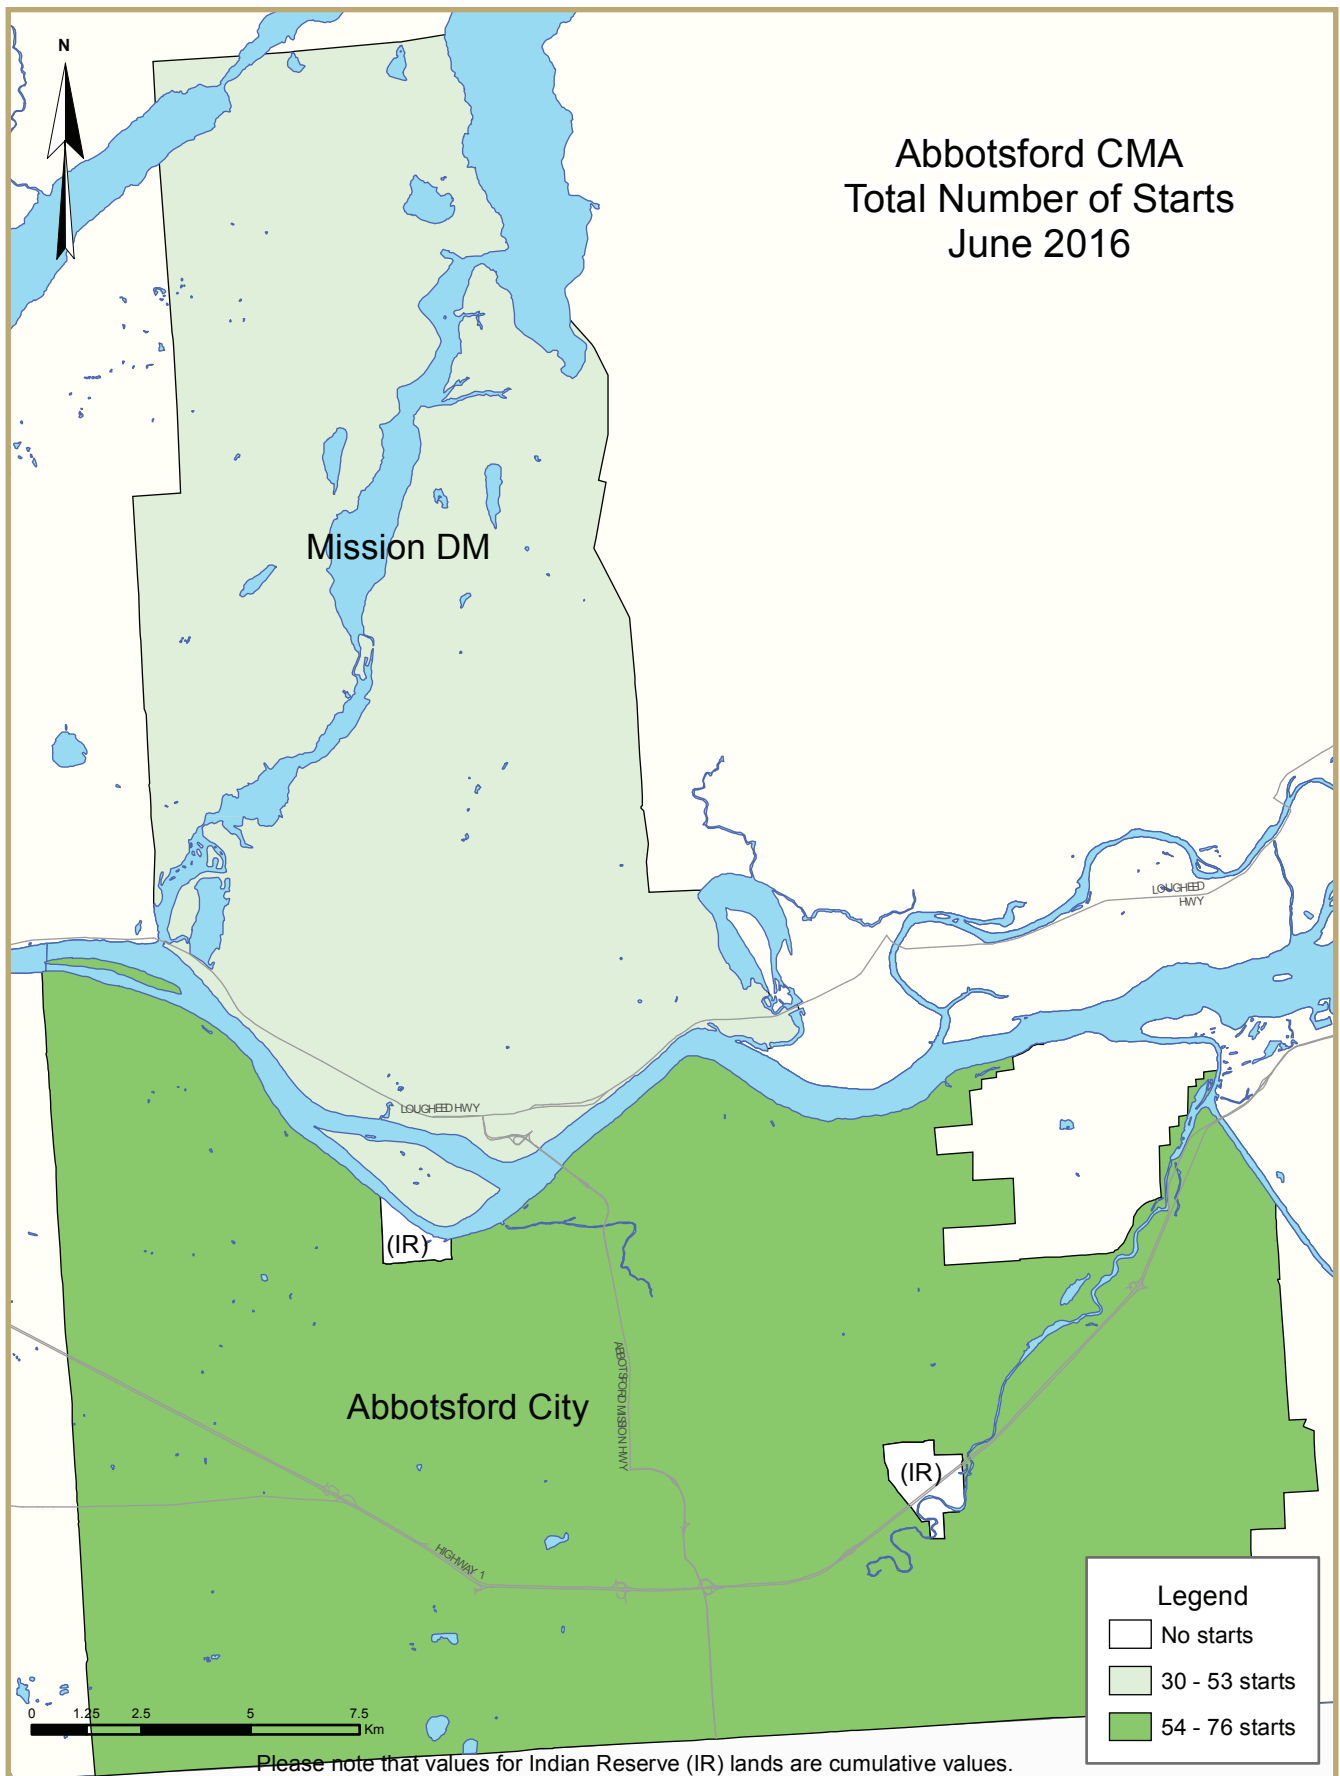 N
Abbotsford CMA
Total Number of Starts
June 2016
Mission DM
LOUGHEED
HWY
LOUGHEED HWY
(IR)
ABBOTSFORD MISSION HWY
Abbotsford City
(IR)
HIGHWAY 1
Legend
No starts
30 - 53 starts
54 - 76 starts
0 1.25 2.5 5 7.5
Km
Please note that values for Indian Reserve (IR) lands are cumulative values.